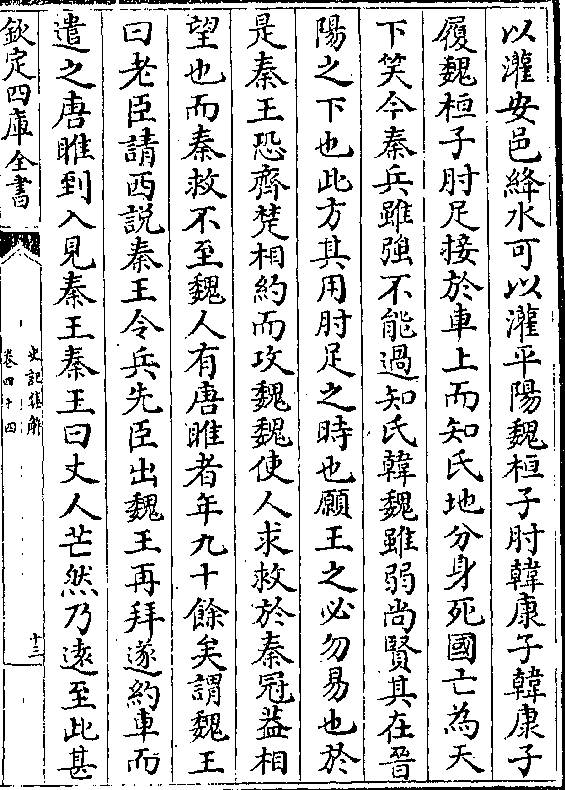 以灌安邑絳水可以灌平陽魏桓子肘韓康子韓康子
履魏桓子肘足接於車上而知氏地分身死國亡為天
下笑今秦兵雖強不能過知氏韓魏雖弱尚賢其在晉
陽之下也此方其用肘足之時也願王之必勿易也於
是秦王恐齊楚相約而攻魏魏使人求救於秦冠葢相
望也而秦救不至魏人有唐睢者年九十餘矣謂魏王
曰老臣請西説秦王令兵先臣出魏王再拜遂約車而
遣之唐睢到入見秦王秦王曰丈人芒然乃逺至此甚
欽定四庫全書
史記集解
卷四十四
十三